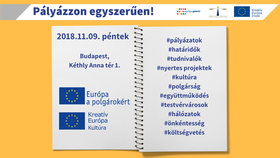 Pályázzon egyszerűen!
2018.11.09. péntek
Budapest,
Kéthly Anna tér 1.
Európa
a polgárokért
Kreatív
Európa
Kultúra
#pályázatok
#határidők
#tudnivalók
#nyertes projektek
#kultúra
#polgárság
#együttműködés
#testvérvárosok
#hálózatok
#önkéntesség
#költségvetés